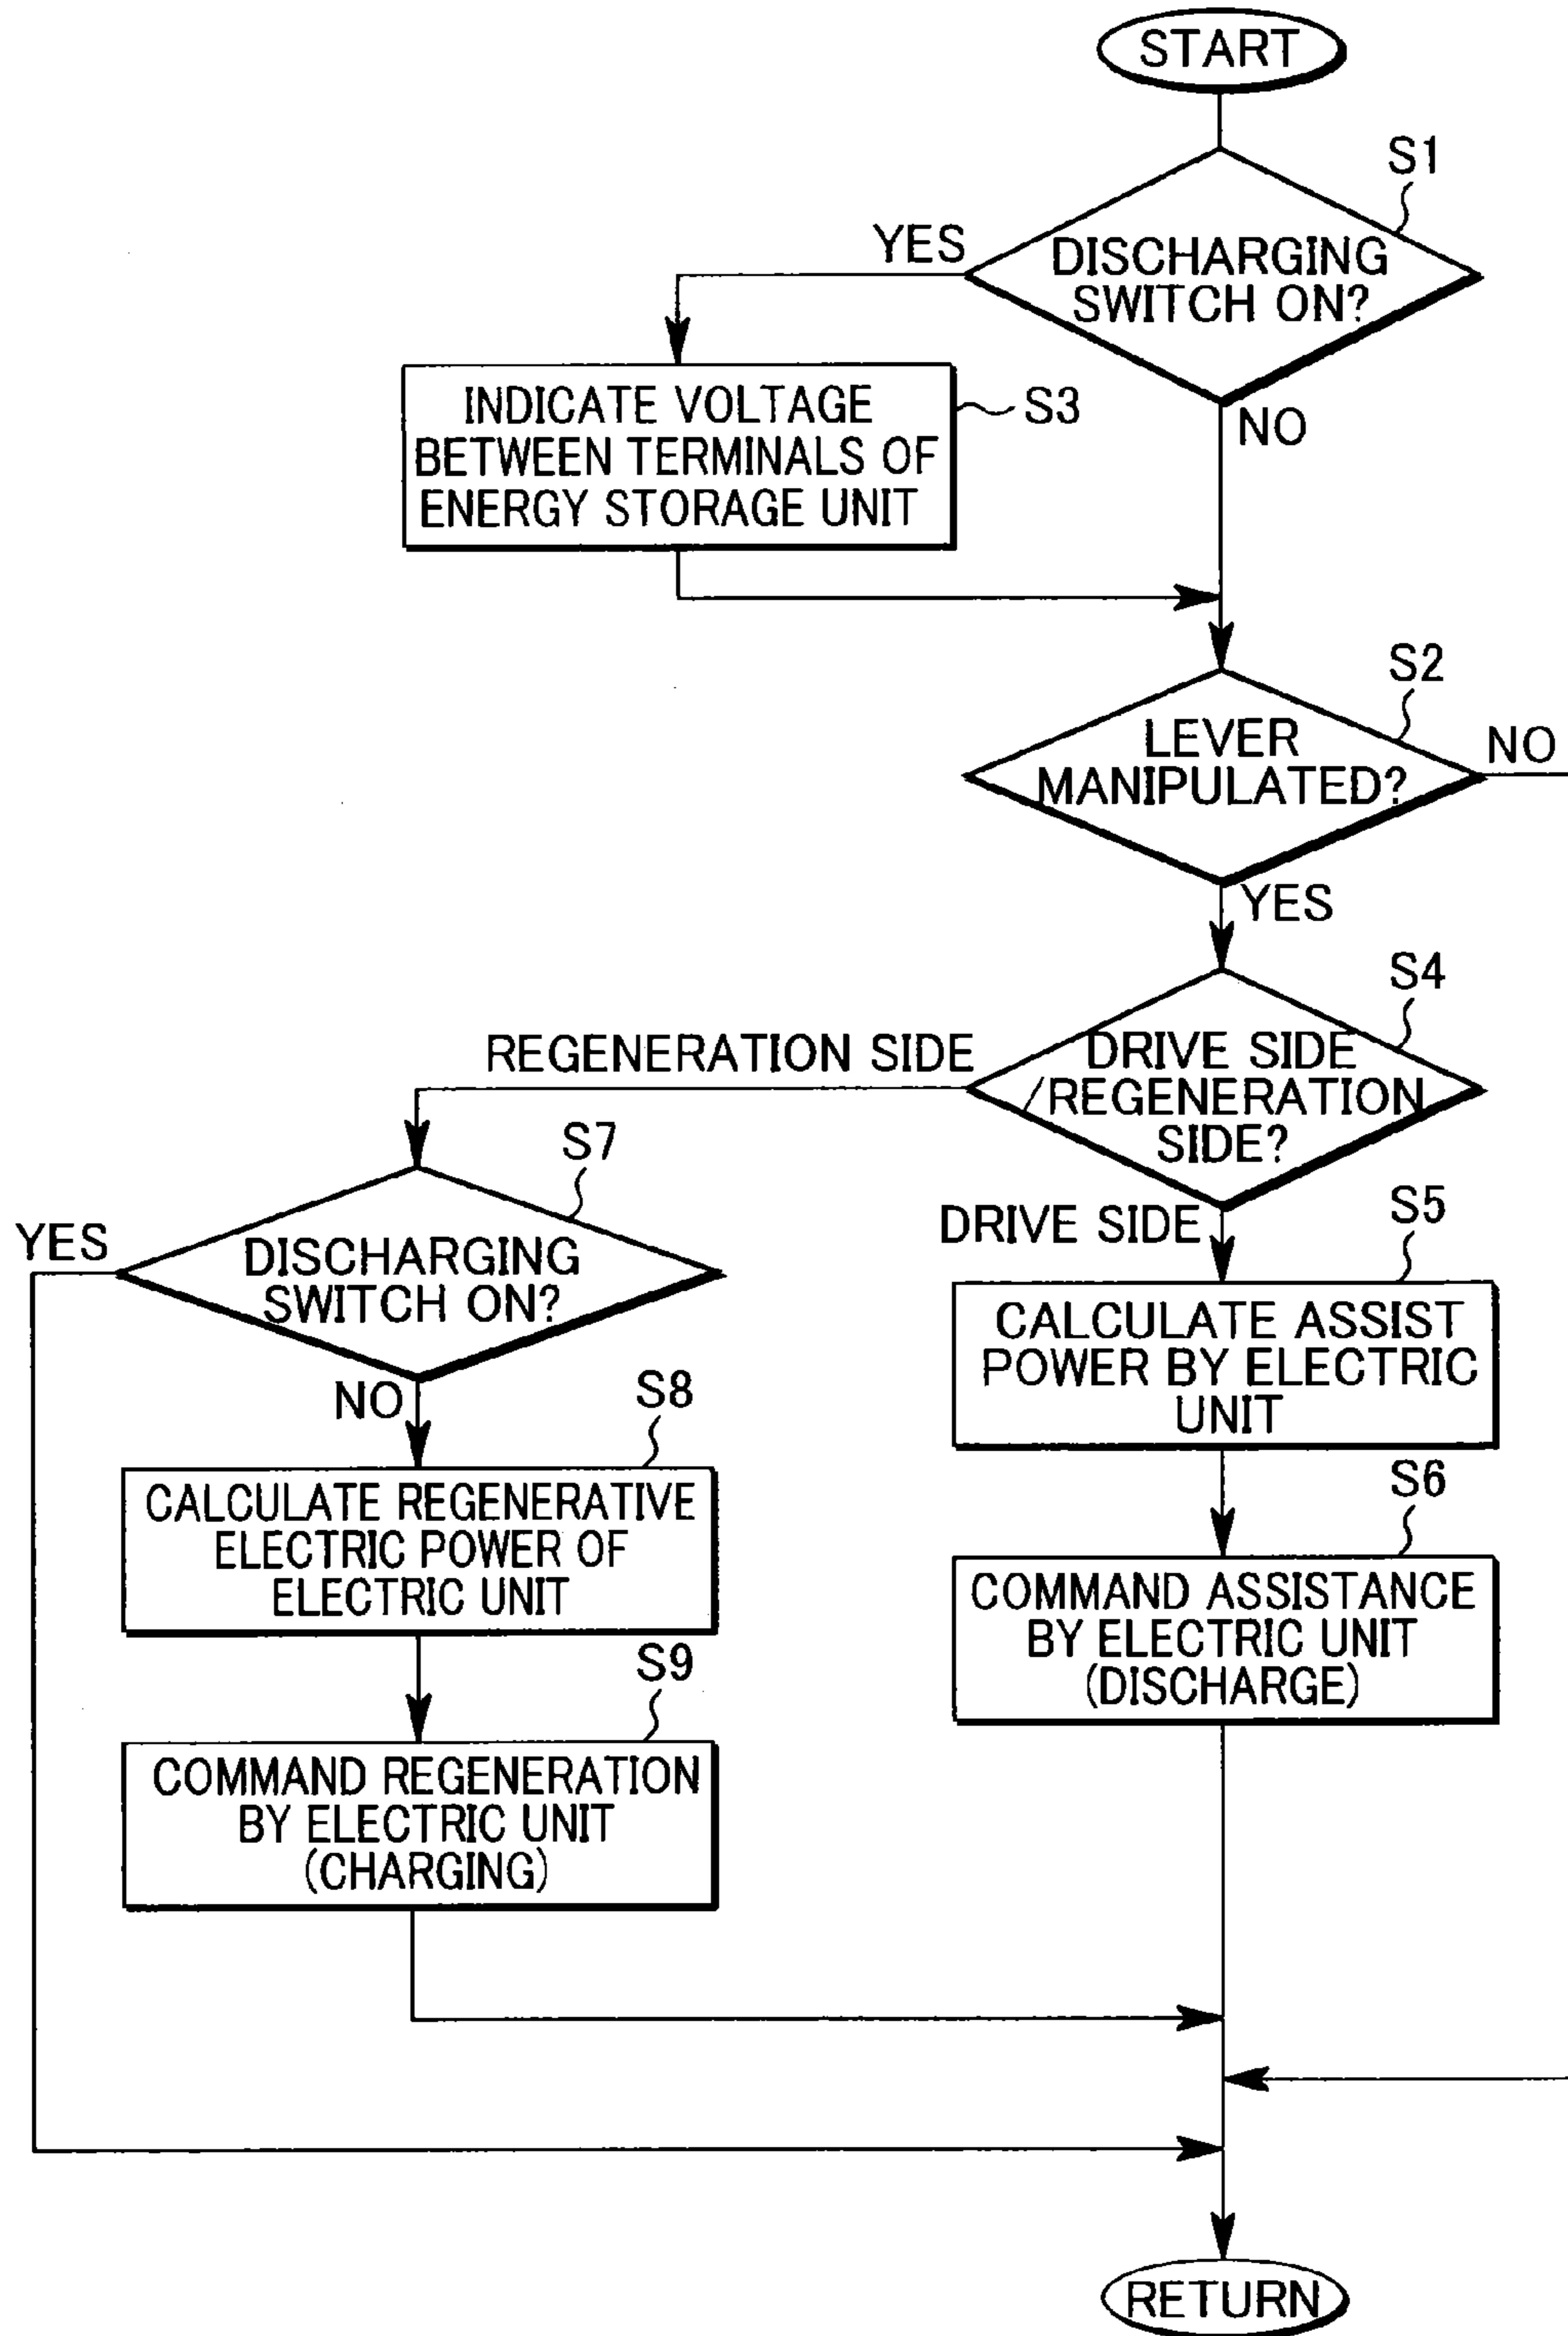 START
S1
YES
DISCHARGING
SWITCH ON?
NO
INDICATE VOLTAGE
BETWEEN TERMINALS OF
ENERGY STORAGE UNIT
S3
S2
LEVER
MANIPULATED?
NO
YES
S4
REGENERATION SIDE
DRIVE SIDE
/REGENERATION
SIDE?
DRIVE SIDE
S7
YES
DISCHARGING
SWITCH ON?
NO
S5
CALCULATE ASSIST
POWER BY ELECTRIC
UNIT
S8
CALCULATE REGENERATIVE
ELECTRIC POWER OF
ELECTRIC UNIT
S6
COMMAND ASSISTANCE
BY ELECTRIC UNIT
(DISCHARGE)
S9
COMMAND REGENERATION
BY ELECTRIC UNIT
(CHARGING)
RETURN